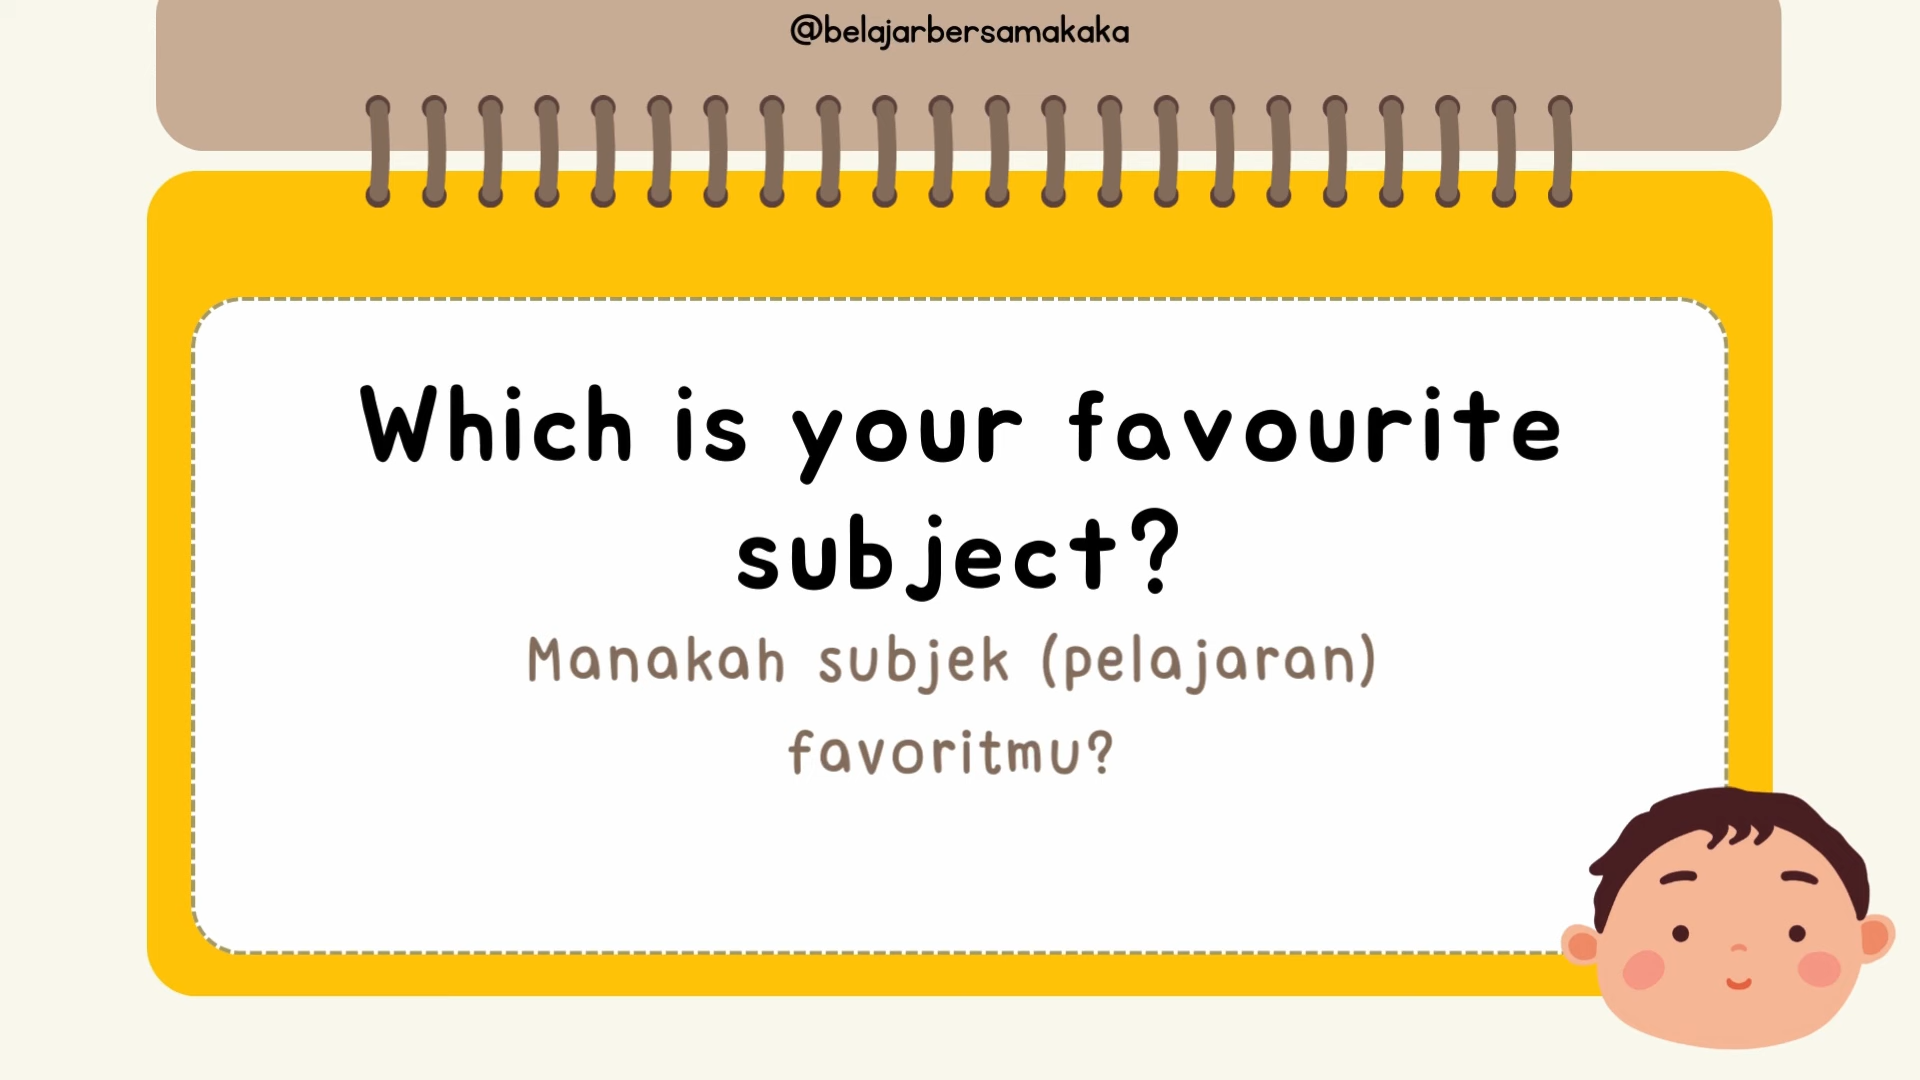 @belajarbersamakaka
Which is your favourite
subject?
Manakah subjek (pelajaran)
favoritmu?